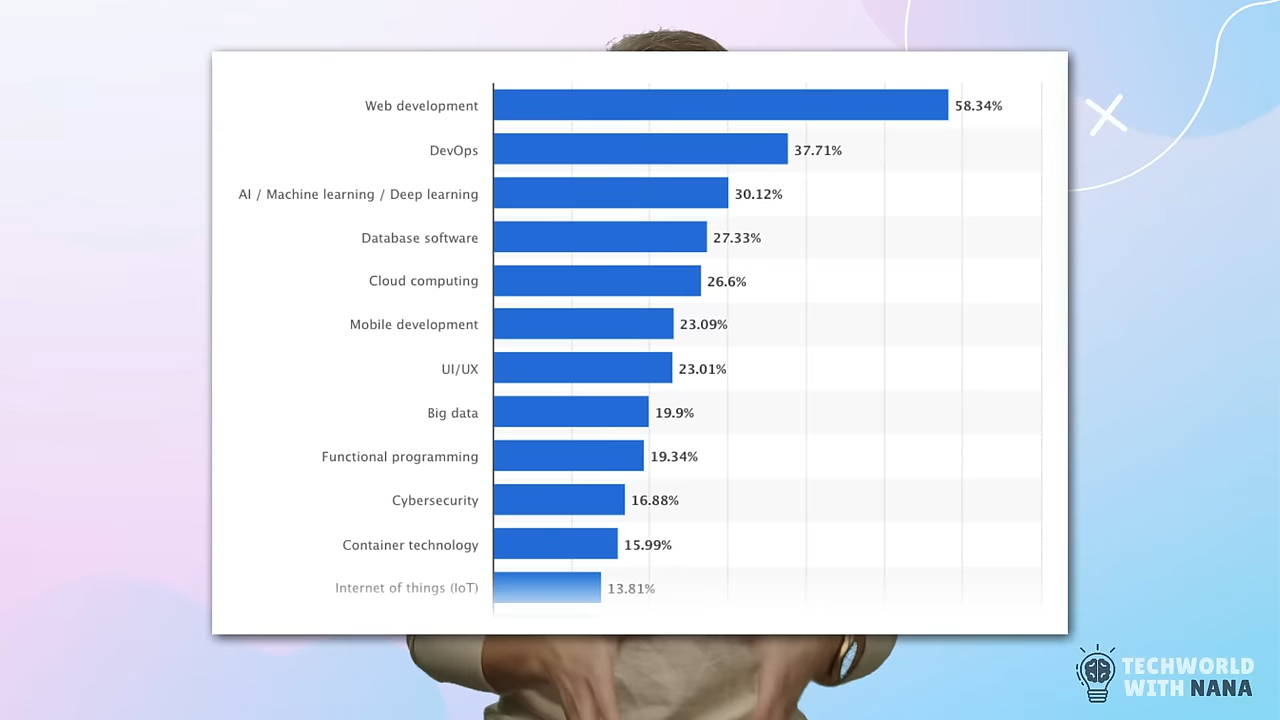 Web development 58.34%
DevOps 37.71%
AI / Machine learning / Deep learning 30.12%
Database software 27.33%
Cloud computing 26.6%
Mobile development 23.09%
UI/UX 23.01%
Big data 19.9%
Functional programming 19.34%
Cybersecurity 16.88%
Container technology 15.99%
Internet of things (IoT) 13.81%
TECHWORLD
WITH NANA